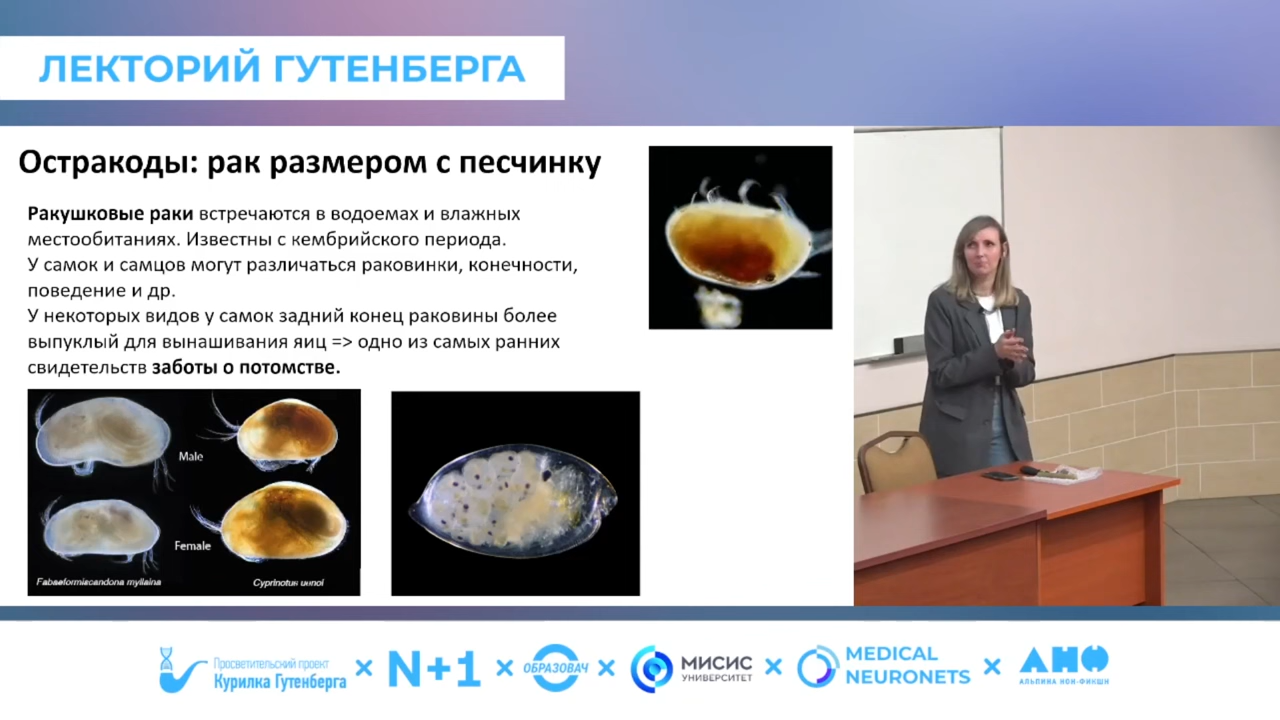 ЛЕКТОРИЙ ГУТЕНБЕРГА
Остракоды: рак размером с песчинку
Ракушковые раки встречаются в водоемах и влажных
местообитаниях. Известны с кембрийского периода.
У самок и самцов могут различаться раковинки, конечности,
поведение и др.
У некоторых видов у самок задний конец раковины более
выпуклый для вынашивания яиц => одно из самых ранних
свидетельств заботы о потомстве.
Male
Female
Fabaeformiscandona myllaina
Cyprinotus
Просветительский проект
Курилка Гутенберга
× N+1 ×
ОБРАЗОВАЧ
×
МИСИС
УНИВЕРСИТЕТ
×
MEDICAL
NEURONETS
×
АНФ
АЛЬПИНА НОН-ФИКШН